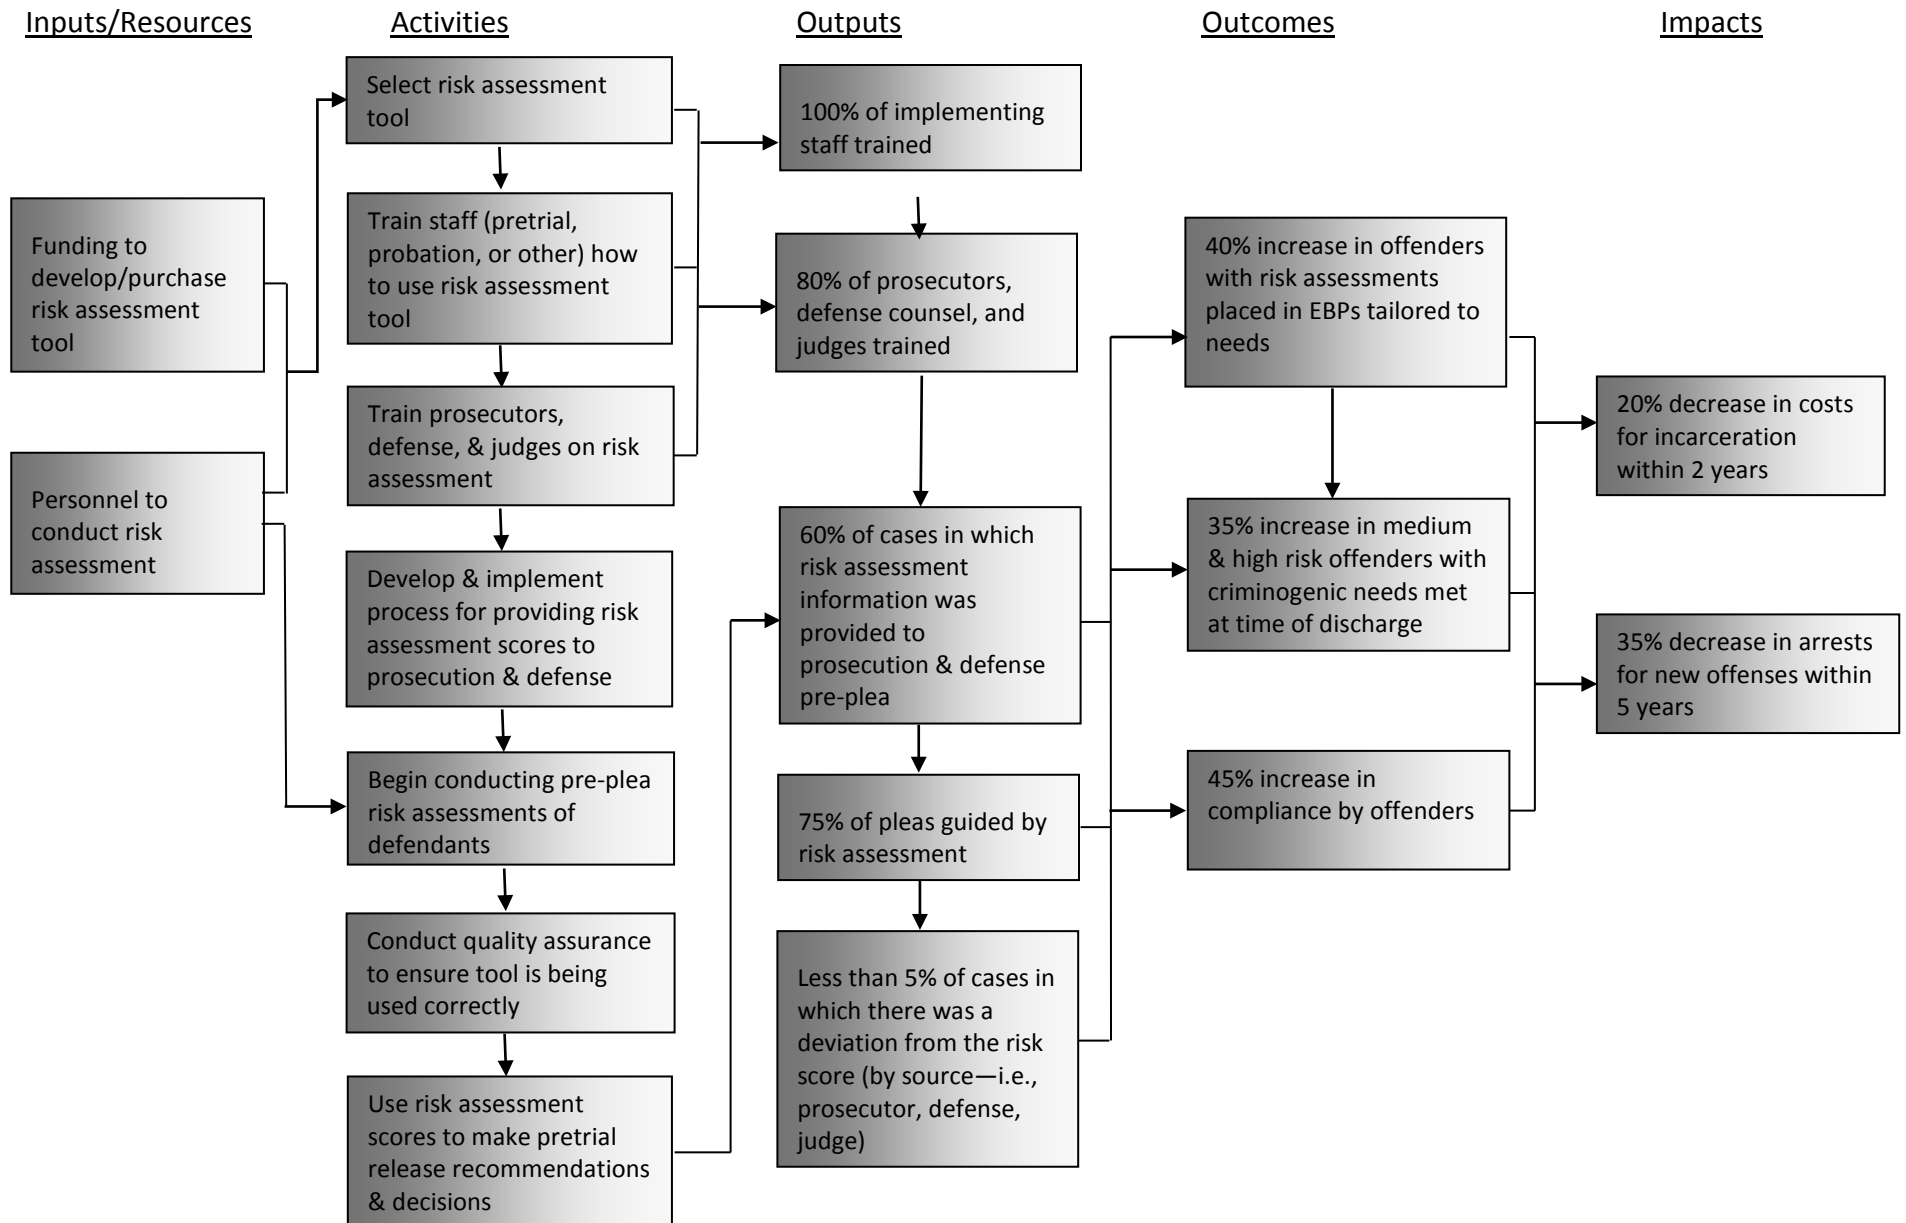 Inputs/Resources
Activities
Outputs
Outcomes
Impacts
Funding to
develop/purchase
risk assessment
tool
Personnel to
conduct risk
assessment
Select risk assessment
tool
Train staff (pretrial,
probation, or other) how
to use risk assessment
tool
Train prosecutors,
defense, & judges on risk
assessment
Develop & implement
process for providing risk
assessment scores to
prosecution & defense
Begin conducting pre-plea
risk assessments of
defendants
Conduct quality assurance
to ensure tool is being
used correctly
Use risk assessment
scores to make pretrial
release recommendations
& decisions
100% of implementing
staff trained
80% of prosecutors,
defense counsel, and
judges trained
60% of cases in which
risk assessment
information was
provided to
prosecution & defense
pre-plea
75% of pleas guided by
risk assessment
Less than 5% of cases in
which there was a
deviation from the risk
score (by source—i.e.,
prosecutor, defense,
judge)
40% increase in offenders
with risk assessments
placed in EBPs tailored to
needs
35% increase in medium
& high risk offenders with
criminogenic needs met
at time of discharge
45% increase in
compliance by offenders
20% decrease in costs
for incarceration
within 2 years
35% decrease in arrests
for new offenses within
5 years